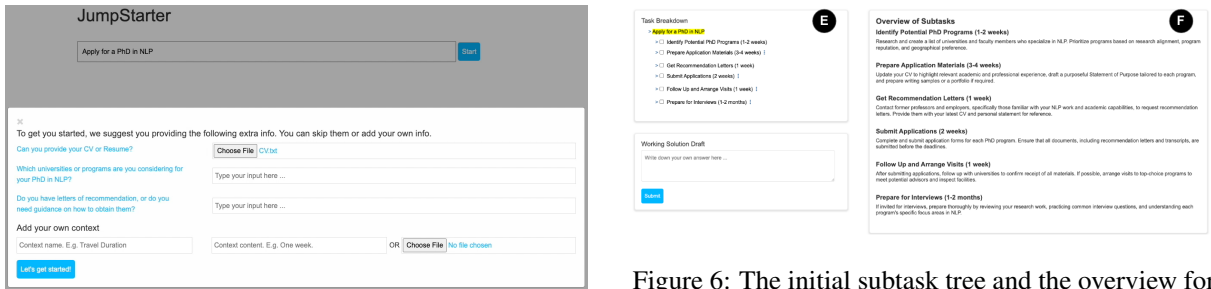 JumpStarter
Apply for a PhD in NLP
Start
To get you started, we suggest you providing the following extra info. You can skip them or add your own info.
Can you provide your CV or Resume?
Choose File CV.txt
Which universities or programs are you considering for
your PhD in NLP?
Type your input here ...
Do you have letters of recommendation, or do you
need guidance on how to obtain them?
Type your input here ...
Add your own context
Context name. E.g. Travel Duration
Context content. E.g. One week.
OR Choose File No file chosen
Let's get started!
Task Breakdown
E
Apply for a PhD in NLP
Identify Potential PhD Programs (1-2 weeks)
Prepare Application Materials (3-4 weeks)
Get Recommendation Letters (1 week)
Submit Applications (2 weeks)
Follow Up and Arrange Visits (1 week)
Prepare for Interviews (1-2 months)
Working Solution Draft
Write down your own answer here ...
Submit
Overview of Subtasks
F
Identify Potential PhD Programs (1-2 weeks)
Research and create a list of universities and faculty members who specialize in NLP. Prioritize programs based on research alignment, program
reputation, and geographical preference.
Prepare Application Materials (3-4 weeks)
Update your CV to highlight relevant academic and professional experience; draft a purposeful Statement of Purpose tailored to each program,
and prepare writing samples or a portfolio if required.
Get Recommendation Letters (1 week)
Contact former professors and employers, specifically those familiar with your NLP work and academic capabilities, to request recommendation
letters. Provide them with your latest CV and personal statement for reference.
Submit Applications (2 weeks)
Complete and submit application forms for each PhD program. Ensure that all documents, including recommendation letters and transcripts, are
submitted before the deadlines.
Follow Up and Arrange Visits (1 week)
After submitting applications, follow up with universities to confirm receipt of all materials. If possible, arrange visits to top-choice programs to
meet potential advisors and inspect facilities.
Prepare for Interviews (1-2 months)
If invited for interviews, prepare thoroughly by reviewing your research work, practicing common interview questions, and understanding each
program's specific focus areas in NLP.
Figure 6: The initial subtask tree and the overview for